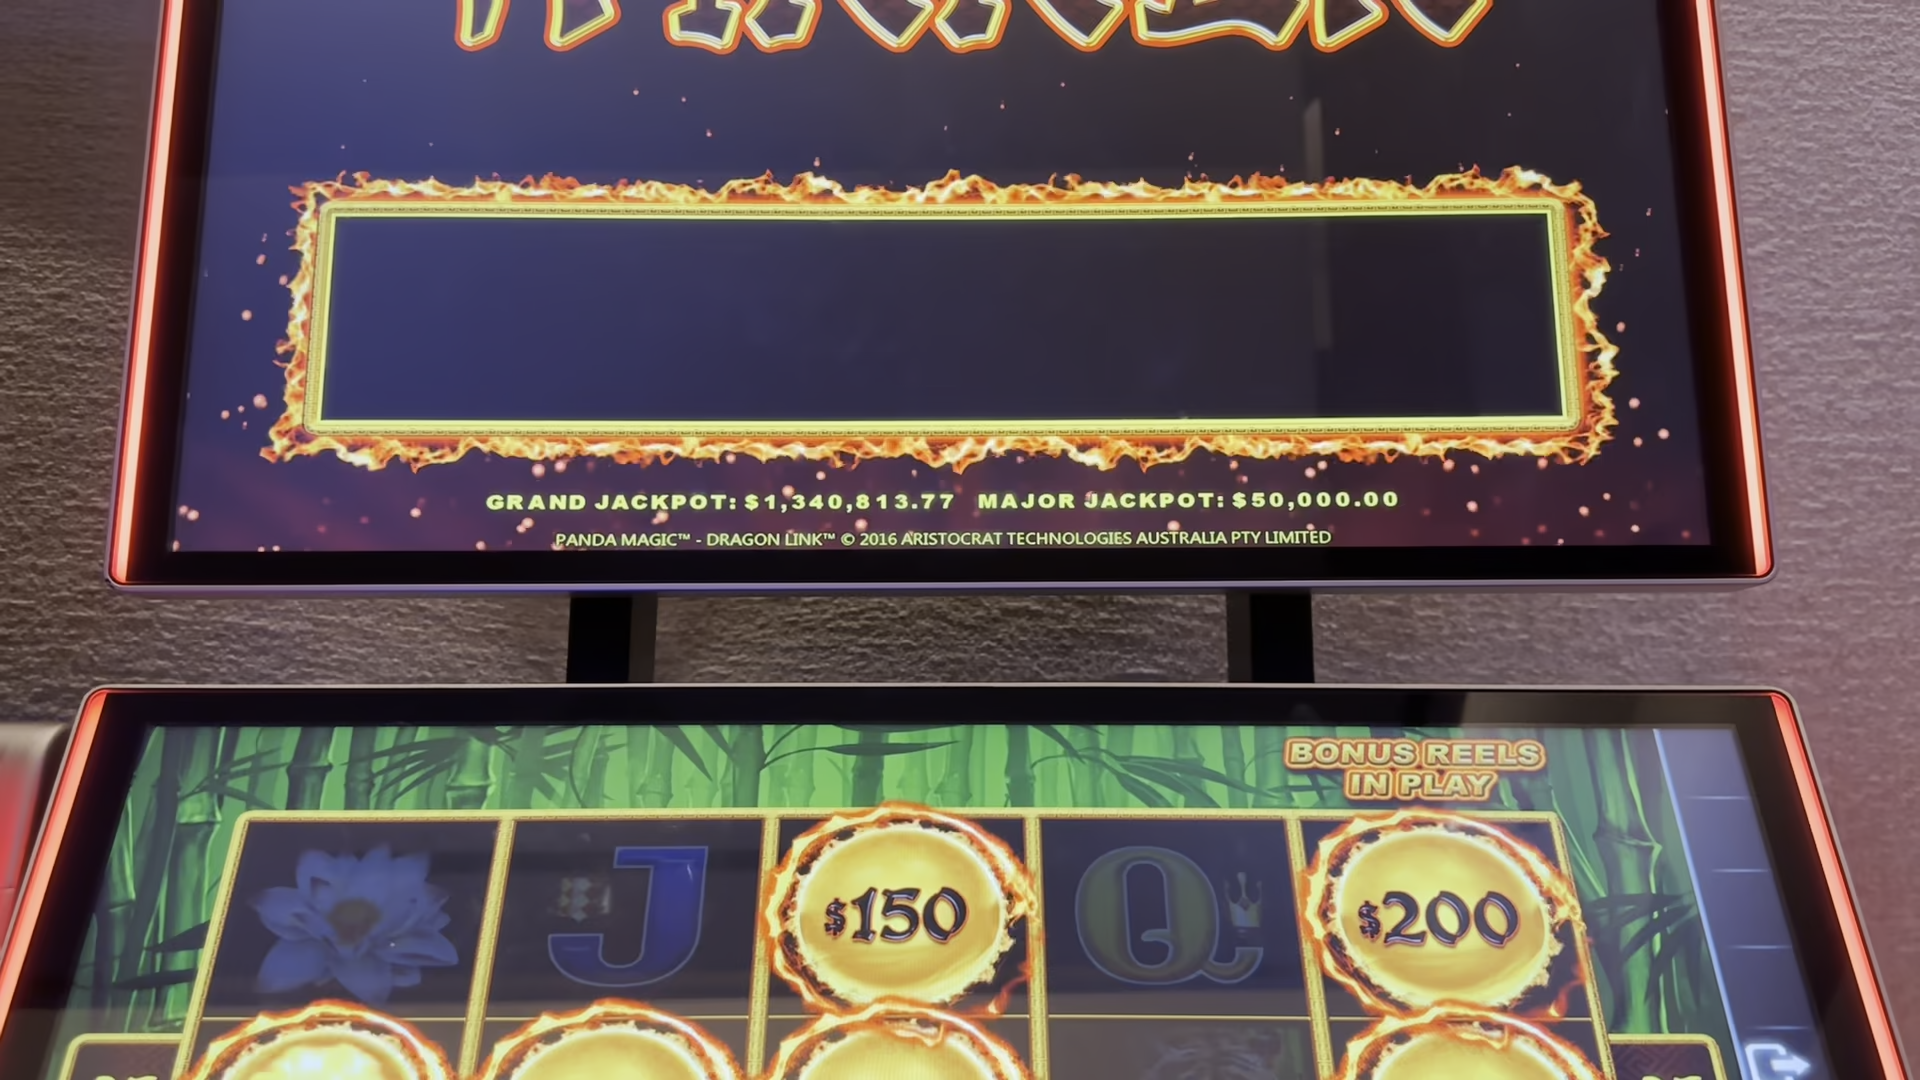 GRAND JACKPOT: $1,340,813.77 MAJOR JACKPOT: $50,000.00
PANDA MAGIC™ - DRAGON LINK™ © 2016 ARISTOCRAT TECHNOLOGIES AUSTRALIA PTY LIMITED
BONUS REELS
IN PLAY
J
$150
Q
$200